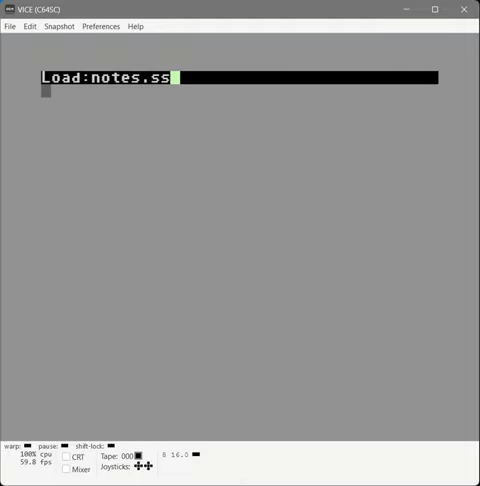 VICE (C64SC)
File Edit Snapshot Preferences Help
Load:notes.ss
warp: pause: shift-lock:
100% cpu
59.8 fps
CRT
Mixer
Tape: 000
Joysticks:
8 16.0